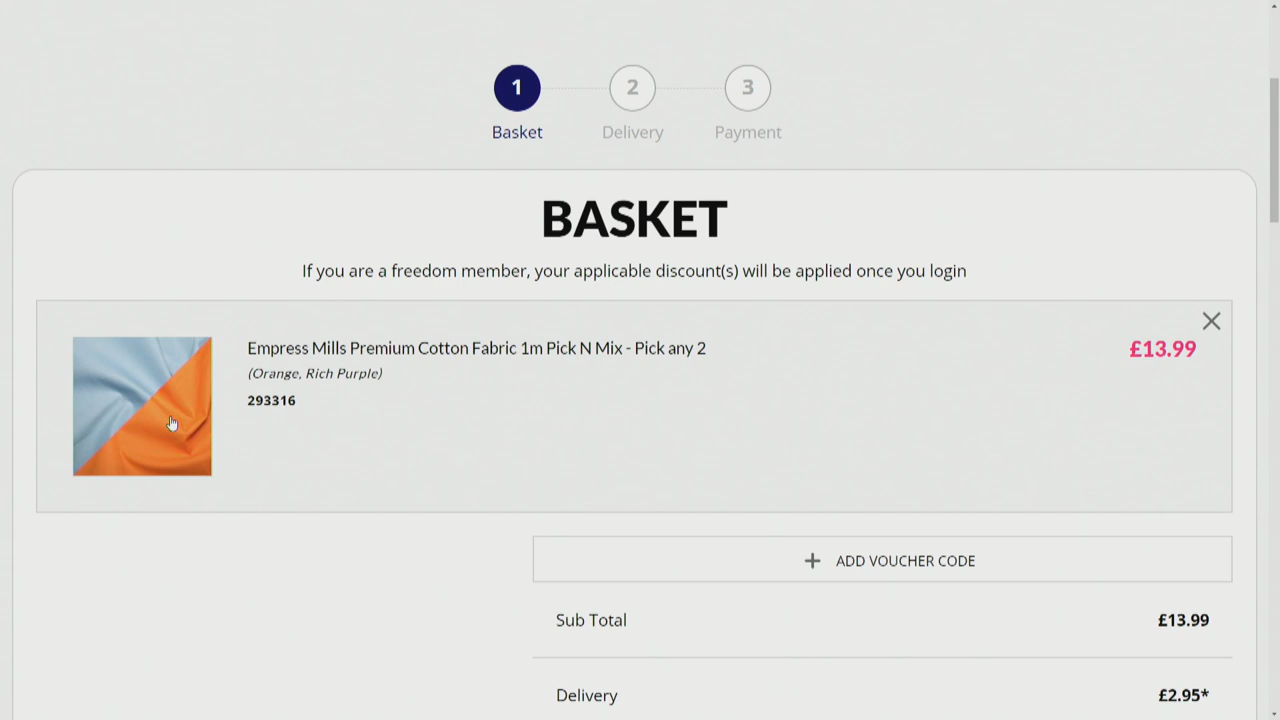 1
2
3
Basket
Delivery
Payment
BASKET
If you are a freedom member, your applicable discount(s) will be applied once you login
Empress Mills Premium Cotton Fabric 1m Pick N Mix - Pick any 2
£13.99
(Orange, Rich Purple)
293316
+ ADD VOUCHER CODE
Sub Total
£13.99
Delivery
£2.95*